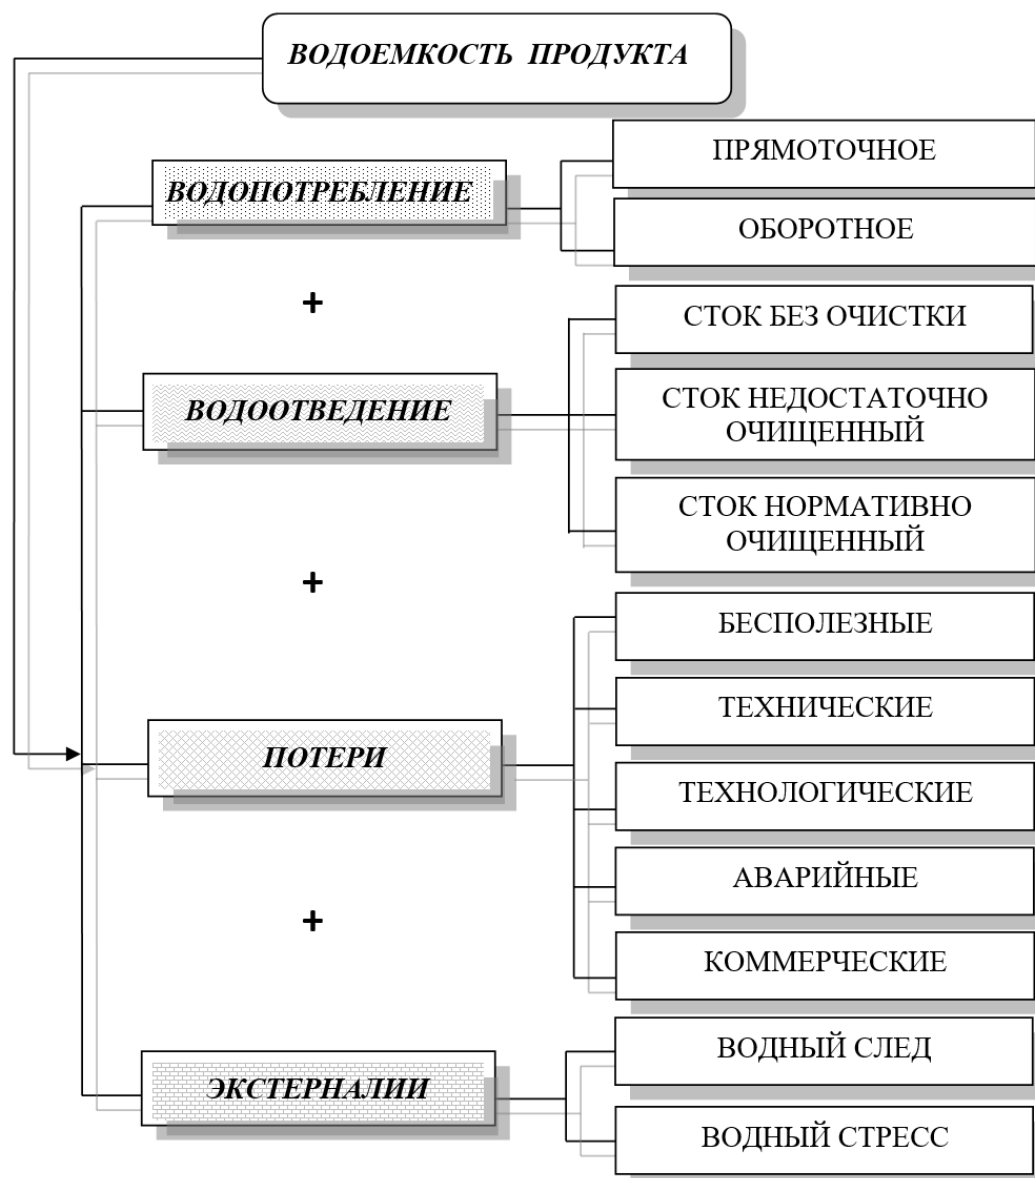 ВОДОЕМКОСТЬ ПРОДУКТА
ВОДОПОТРЕБЛЕНИЕ
ПРЯМОТОЧНОЕ
ОБОРОТНОЕ
+
ВОДООТВЕДЕНИЕ
СТОК БЕЗ ОЧИСТКИ
СТОК НЕДОСТАТОЧНО
ОЧИЩЕННЫЙ
СТОК НОРМАТИВНО
ОЧИЩЕННЫЙ
+
ПОТЕРИ
БЕСПОЛЕЗНЫЕ
ТЕХНИЧЕСКИЕ
ТЕХНОЛОГИЧЕСКИЕ
АВАРИЙНЫЕ
КОММЕРЧЕСКИЕ
+
ЭКСТЕРНАЛИИ
ВОДНЫЙ СЛЕД
ВОДНЫЙ СТРЕСС